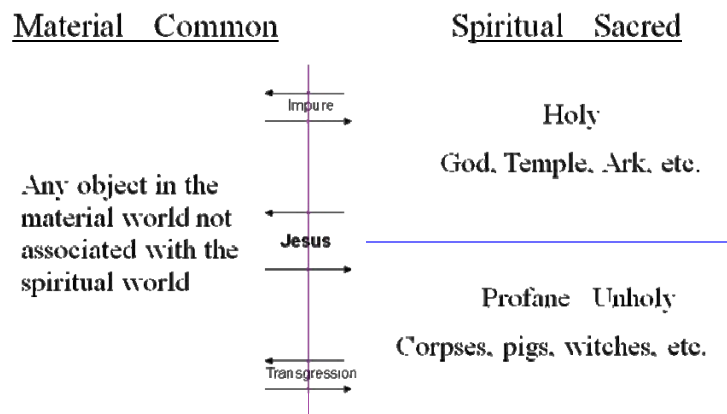 Material Common
Spiritual Sacred
Impure
Holy
God, Temple, Ark, etc.
Any object in the
material world not
associated with the
spiritual world
Jesus
Profane Unholy
Corpses, pigs, witches, etc.
Transgression